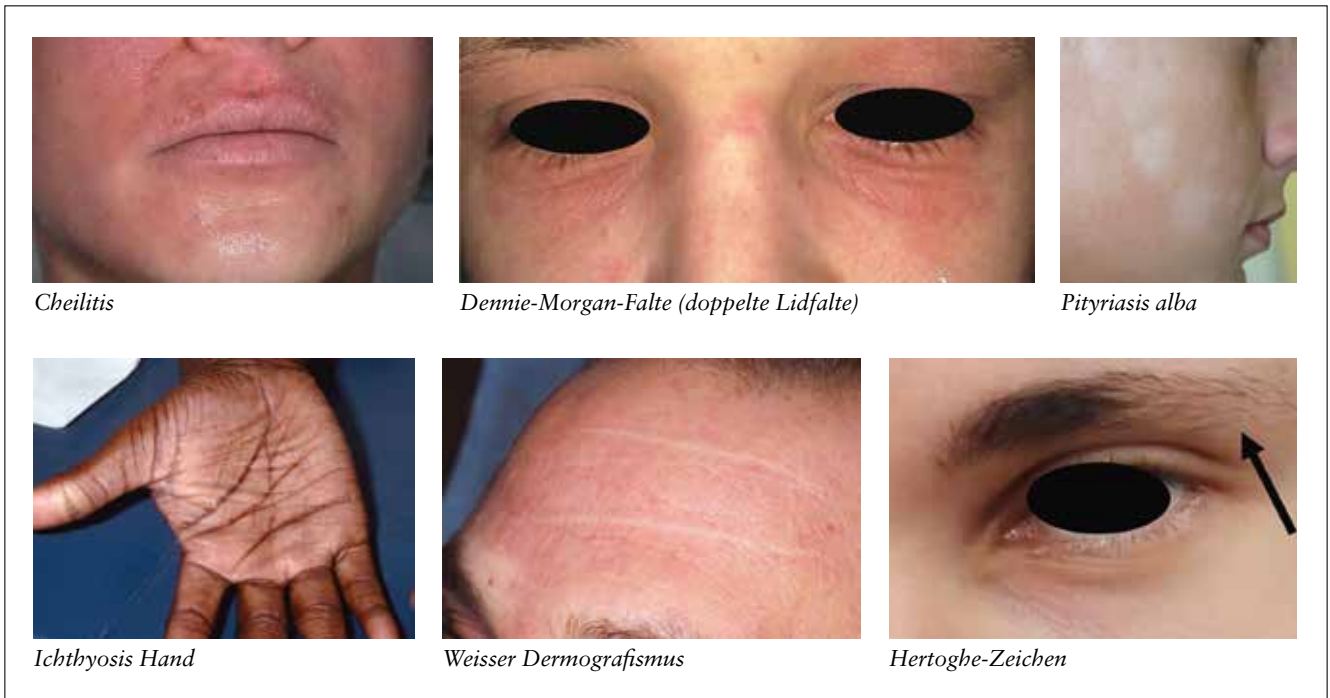 Cheilitis
Dennie-Morgan-Falte (doppelte Lidfalte)
Pityriasis alba
Ichthyosis Hand
Weisser Dermografismus
Hertoghe-Zeichen